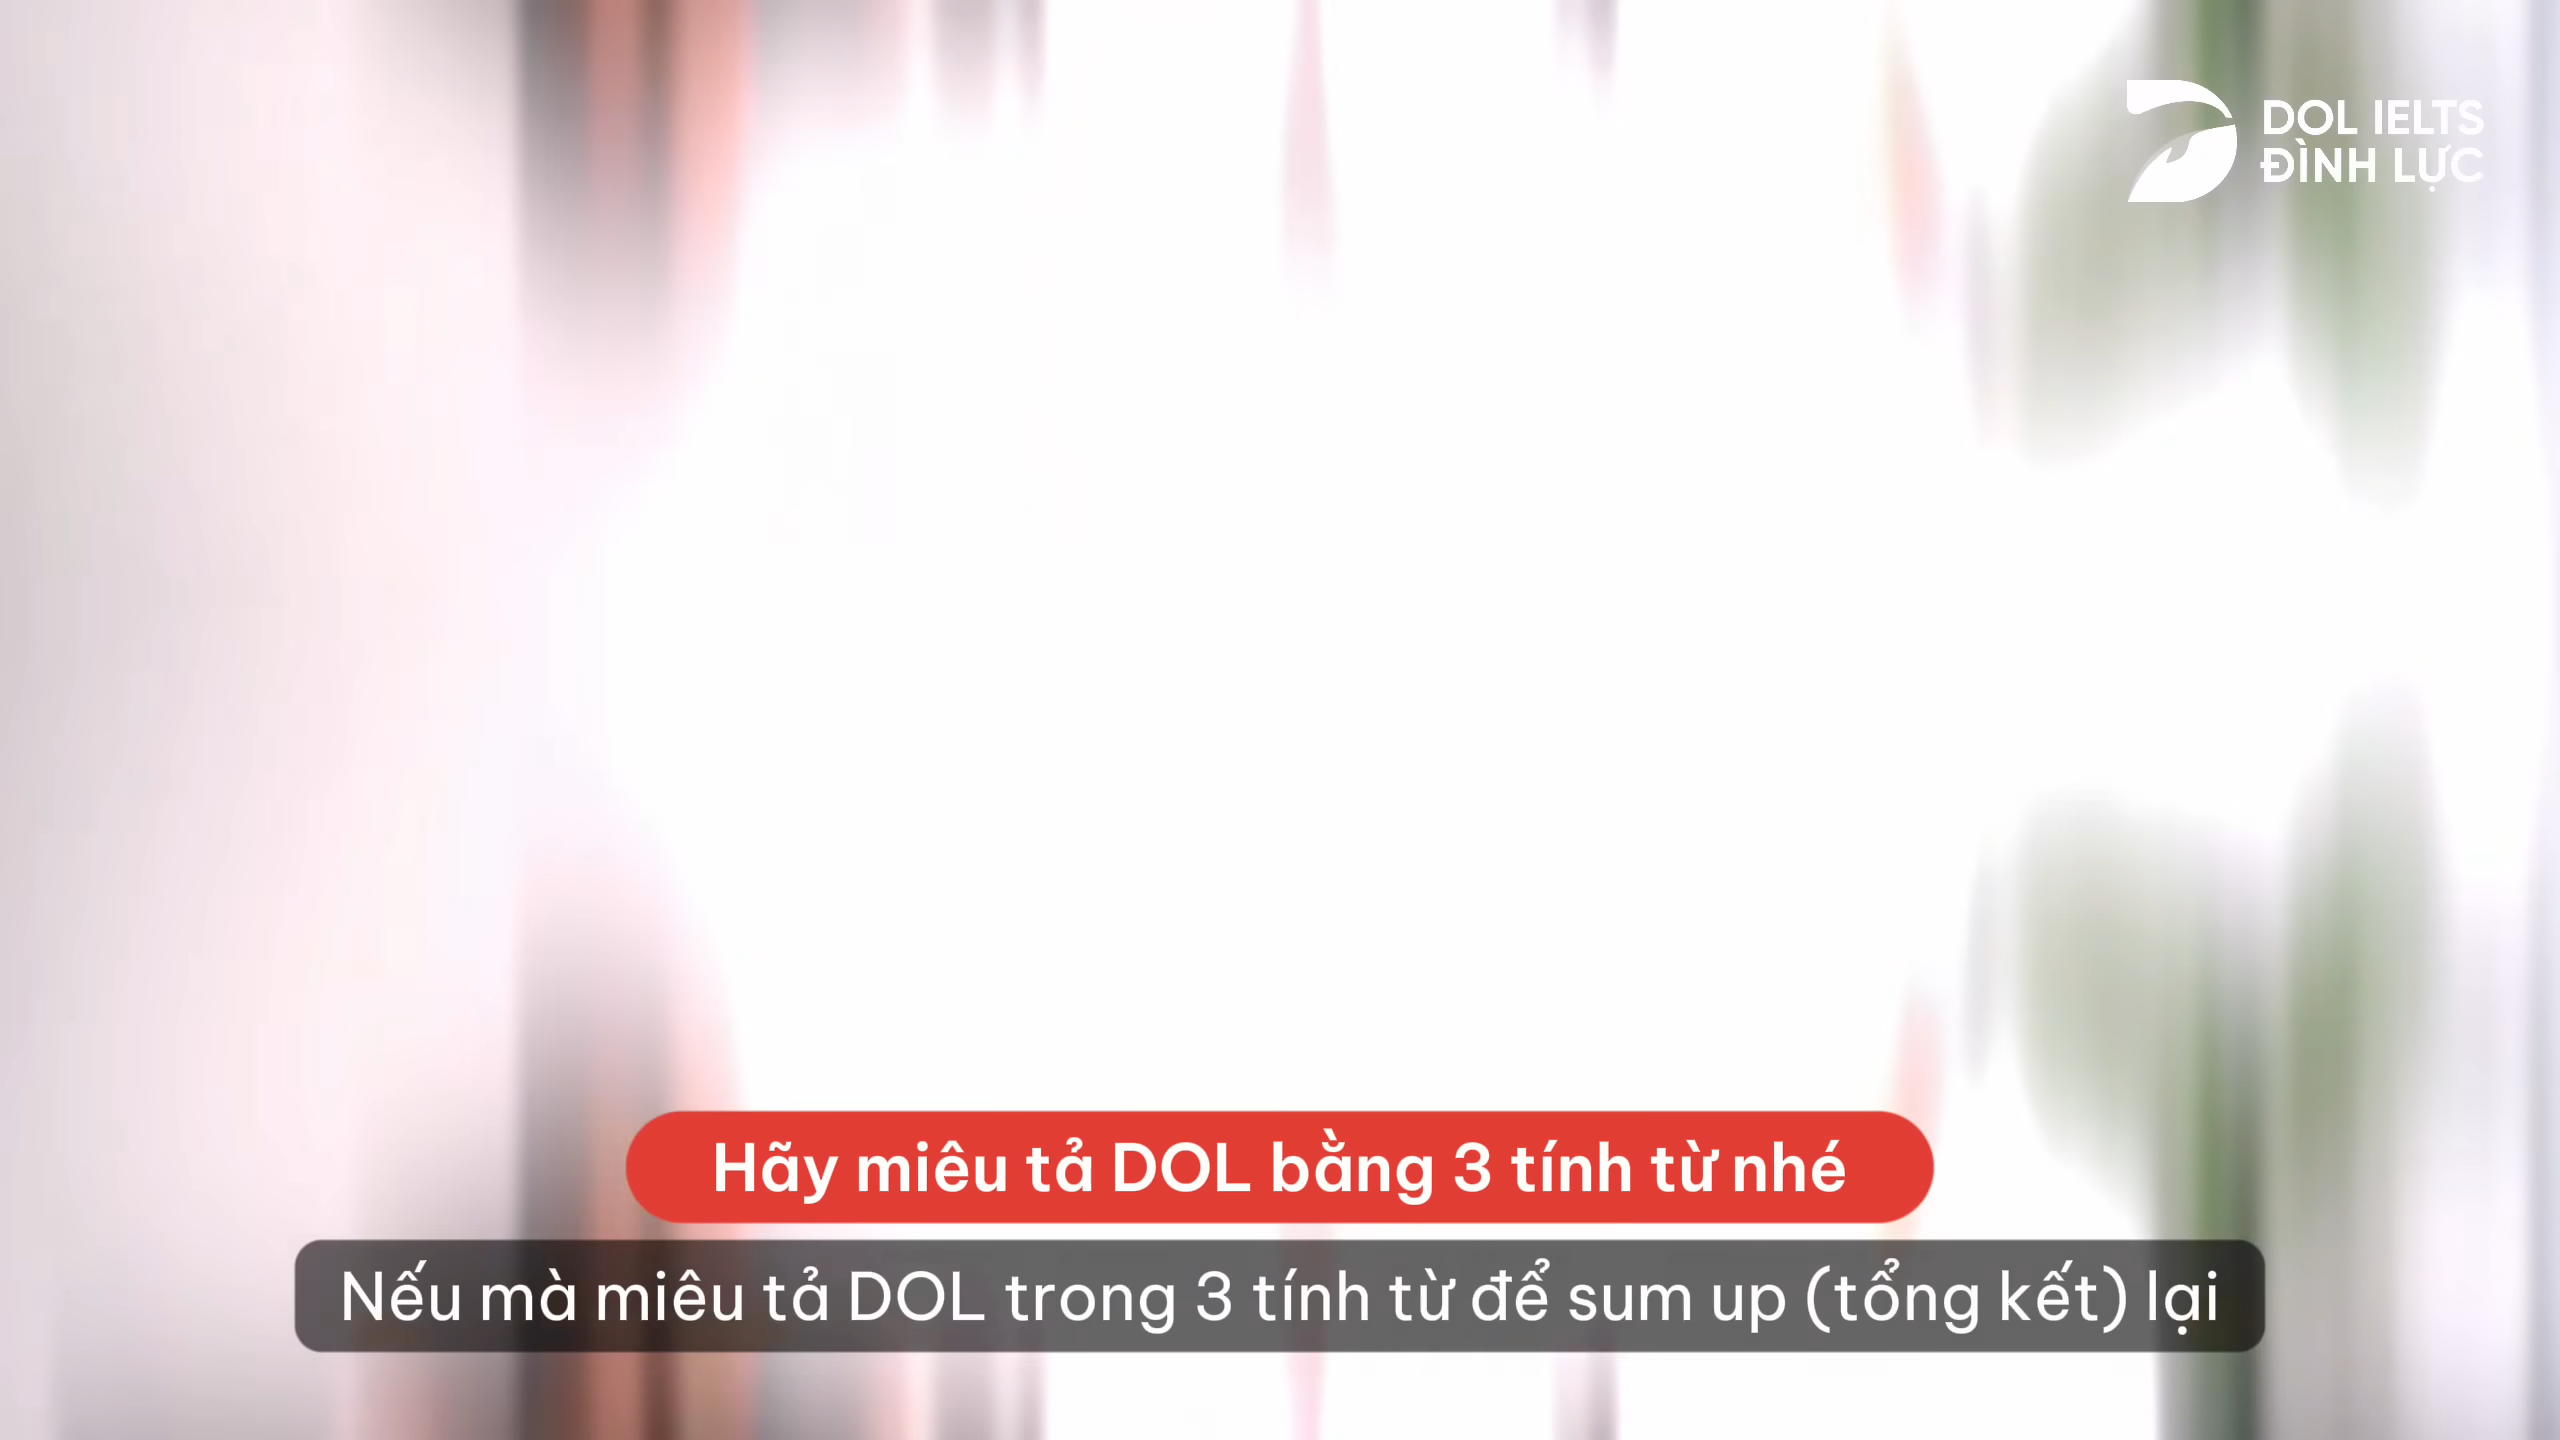 DOL IELTS
ĐÌNH LỰC
Hãy miêu tả DOL bằng 3 tính từ nhé
Nếu mà miêu tả DOL trong 3 tính từ để sum up (tổng kết) lại